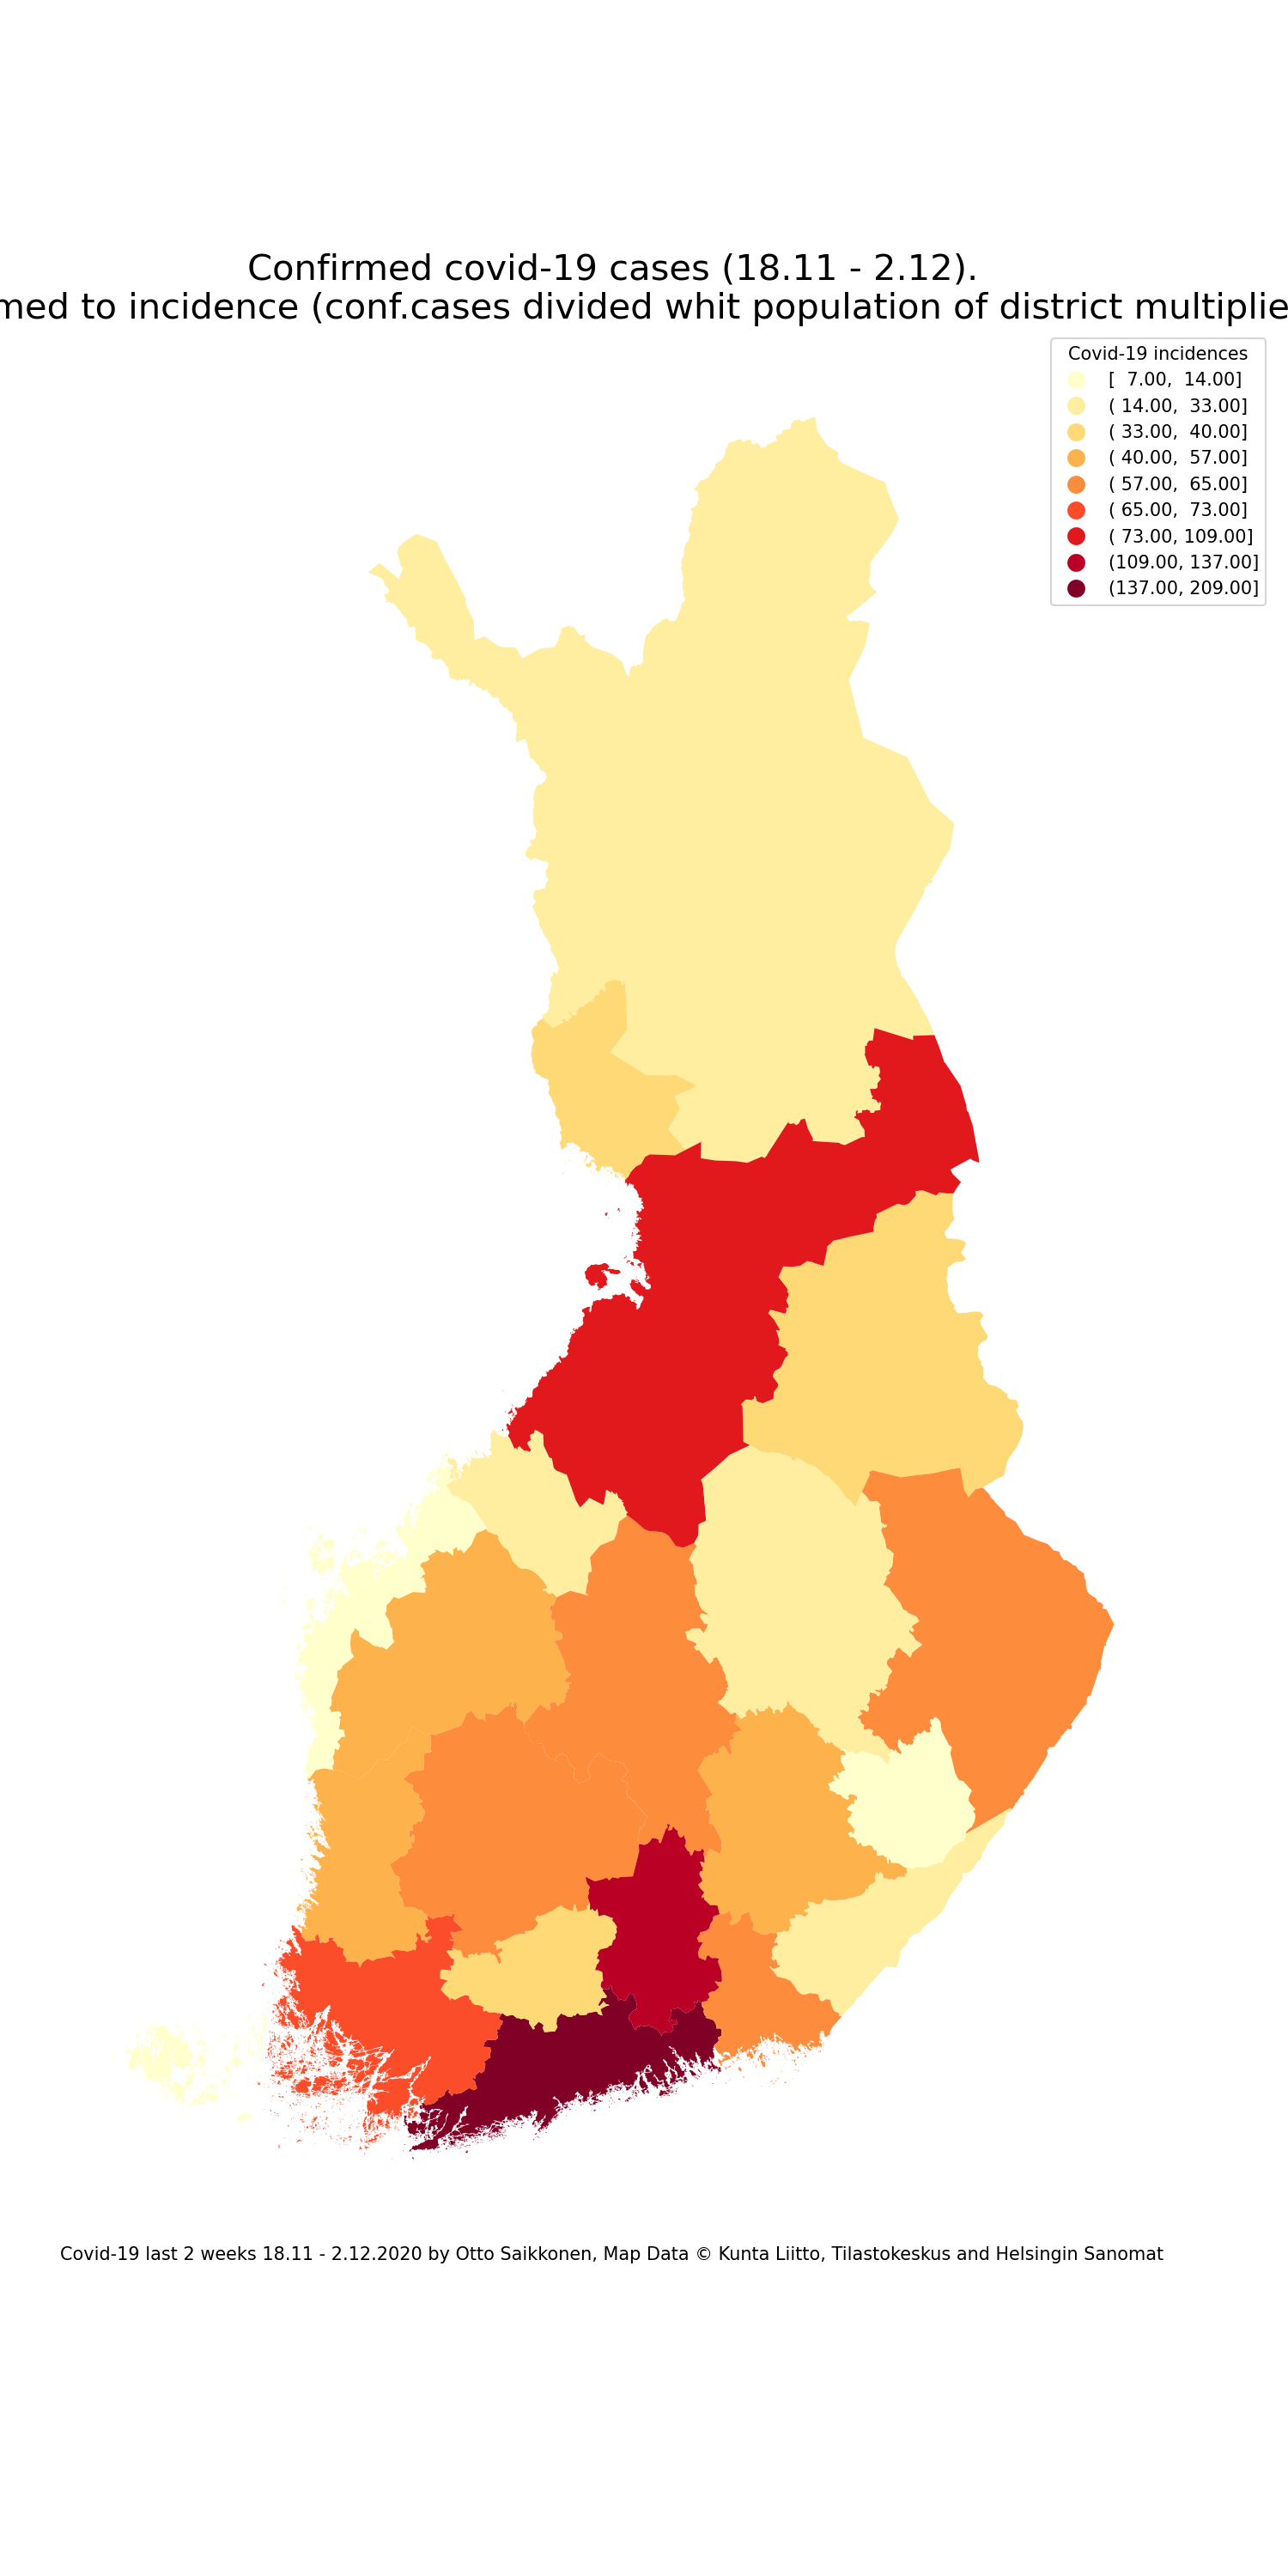 Confirmed covid-19 cases (18.11 - 2.12).
med to incidence (conf.cases divided whit population of district multiplie
Covid-19 incidences
[  7.00,  14.00]
( 14.00,  33.00]
( 33.00,  40.00]
( 40.00,  57.00]
( 57.00,  65.00]
( 65.00,  73.00]
( 73.00, 109.00]
(109.00, 137.00]
(137.00, 209.00]
Covid-19 last 2 weeks 18.11 - 2.12.2020 by Otto Saikkonen, Map Data © Kunta Liitto, Tilastokeskus and Helsingin Sanomat